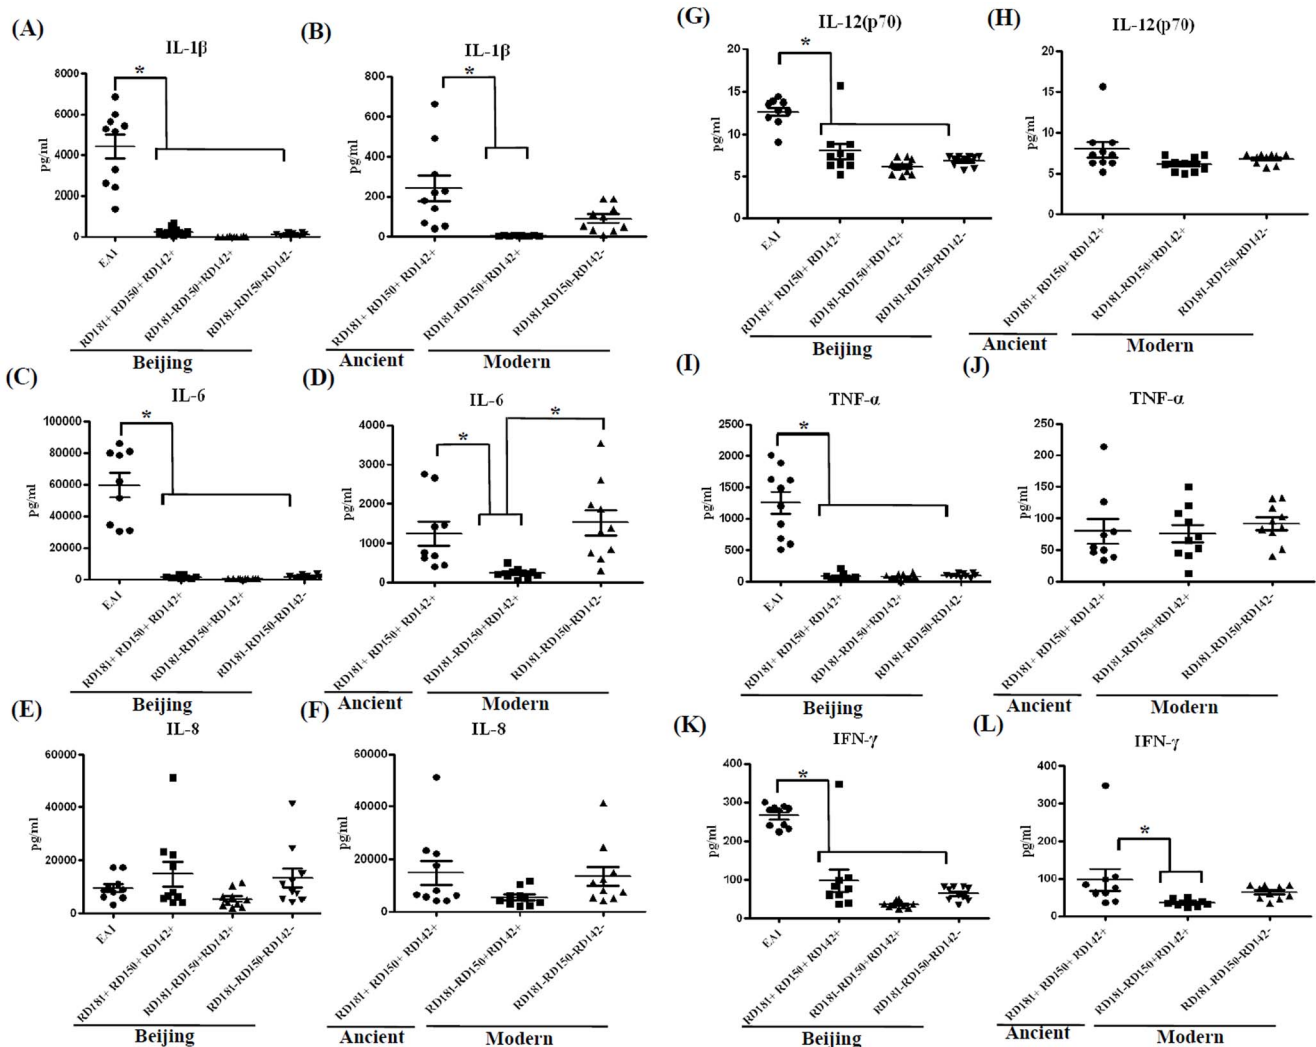 (A)
IL-1β
*
pg/ml
8000
6000
4000
2000
0
EAI
RD181+ RD150+ RD142+
RD181-RD150+RD142+
RD181-RD150-RD142-
Beijing
(B)
IL-1β
*
pg/ml
800
600
400
200
0
RD181+ RD150+ RD142+
RD181-RD150+RD142+
RD181-RD150-RD142-
Ancient
Modern
(C)
IL-6
*
pg/ml
100000
80000
60000
40000
20000
0
EAI
RD181+ RD150+ RD142+
RD181-RD150+RD142+
RD181-RD150-RD142-
Beijing
(D)
IL-6
*
*
pg/ml
4000
3000
2000
1000
0
RD181+ RD150+ RD142+
RD181-RD150+RD142+
RD181-RD150-RD142-
Ancient
Modern
(E)
IL-8
pg/ml
60000
40000
20000
0
EAI
RD181+ RD150+ RD142+
RD181-RD150+RD142+
RD181-RD150-RD142-
Beijing
(F)
IL-8
pg/ml
60000
40000
20000
0
RD181+ RD150+ RD142+
RD181-RD150+RD142+
RD181-RD150-RD142-
Ancient
Modern
(G)
IL-12(p70)
*
pg/ml
20
15
10
5
0
EAI
RD181+ RD150+ RD142+
RD181-RD150+RD142+
RD181-RD150-RD142-
Beijing
(H)
IL-12(p70)
pg/ml
20
15
10
5
0
RD181+ RD150+ RD142+
RD181-RD150+RD142+
RD181-RD150-RD142-
Ancient
Modern
(I)
TNF-α
*
pg/ml
2500
2000
1500
1000
500
0
EAI
RD181+ RD150+ RD142+
RD181-RD150+RD142+
RD181-RD150-RD142-
Beijing
(J)
TNF-α
pg/ml
250
200
150
100
50
0
RD181+ RD150+ RD142+
RD181-RD150+RD142+
RD181-RD150-RD142-
Ancient
Modern
(K)
IFN-γ
*
pg/ml
400
300
200
100
0
EAI
RD181+ RD150+ RD142+
RD181-RD150+RD142+
RD181-RD150-RD142-
Beijing
(L)
IFN-γ
*
pg/ml
400
300
200
100
0
RD181+ RD150+ RD142+
RD181-RD150+RD142+
RD181-RD150-RD142-
Ancient
Modern